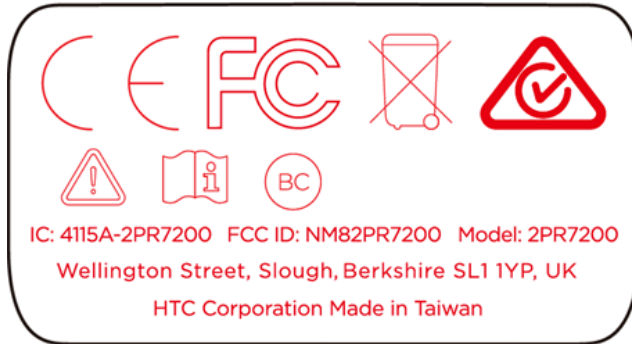 CE FC
BC
IC: 4115A-2PR7200 FCC ID: NM82PR7200 Model: 2PR7200
Wellington Street, Slough, Berkshire SL1 1YP, UK
HTC Corporation Made in Taiwan